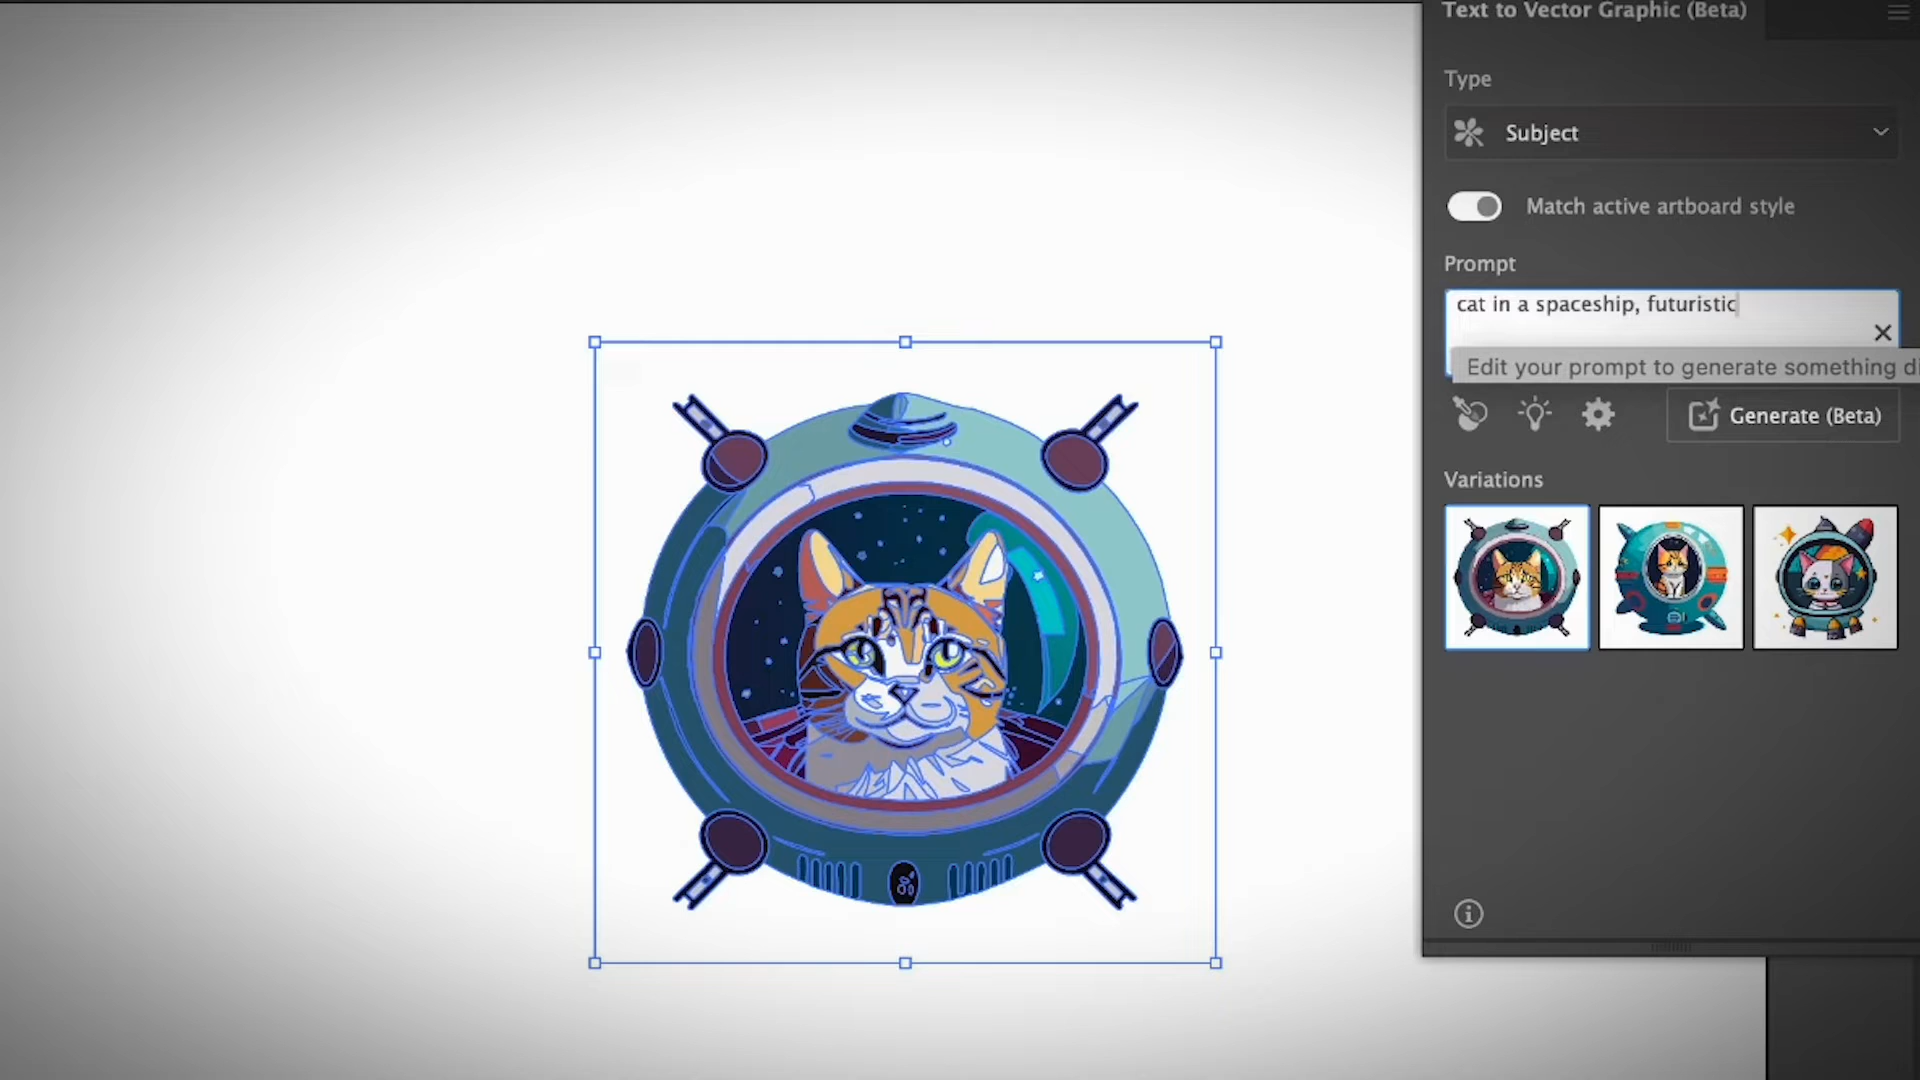 Text to Vector Graphic (Beta)
Type
Subject
Match active artboard style
Prompt
cat in a spaceship, futuristic
Edit your prompt to generate something di
Generate (Beta)
Variations